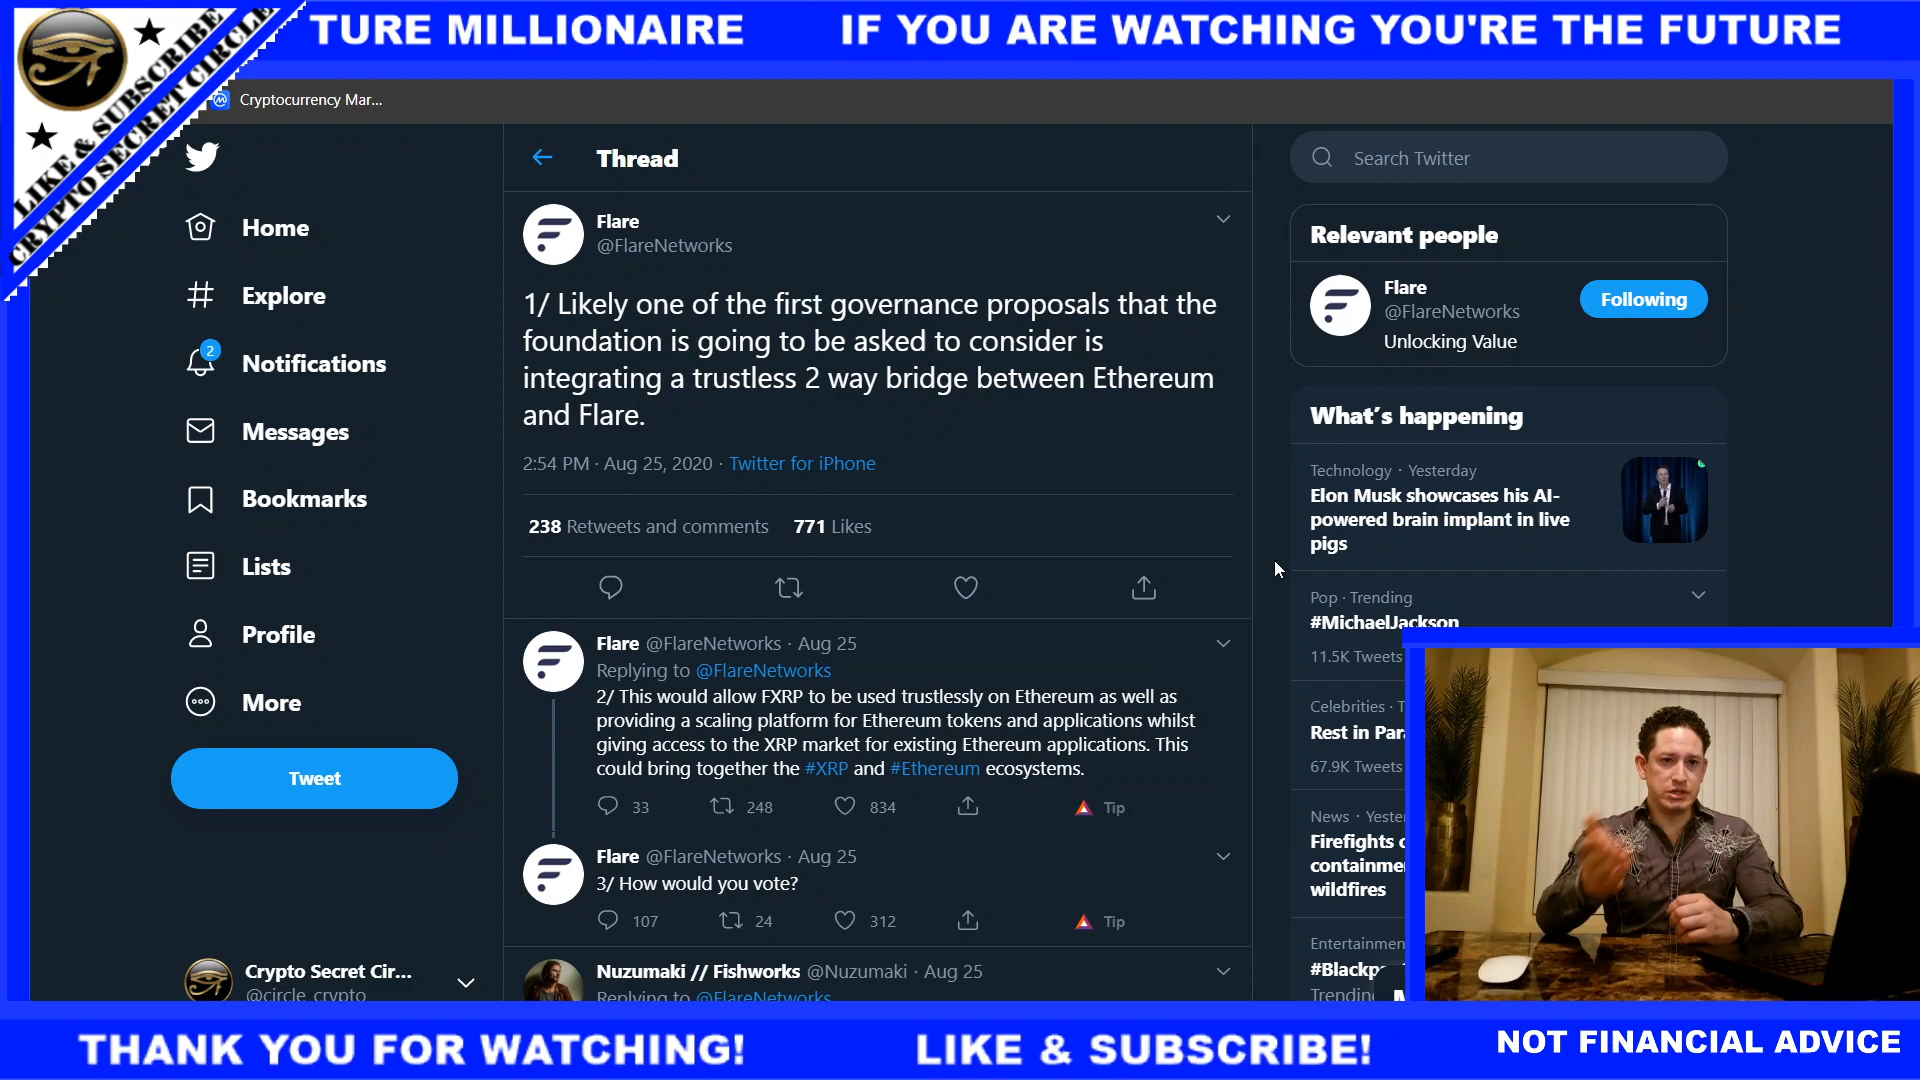 TURE MILLIONAIRE IF YOU ARE WATCHING YOU'RE THE FUTURE
LIKE & SUBSCRIBE
CRYPTO SECRET CIRCLE
Cryptocurrency Mar...
Home
Explore
2
Notifications
Messages
Bookmarks
Lists
Profile
More
Tweet
Crypto Secret Cir...
@circle_crypto
Thread
Flare
@FlareNetworks
1/ Likely one of the first governance proposals that the
foundation is going to be asked to consider is
integrating a trustless 2 way bridge between Ethereum
and Flare.
2:54 PM · Aug 25, 2020 · Twitter for iPhone
238 Retweets and comments 771 Likes
Flare @FlareNetworks · Aug 25
Replying to @FlareNetworks
2/ This would allow FXRP to be used trustlessly on Ethereum as well as
providing a scaling platform for Ethereum tokens and applications whilst
giving access to the XRP market for existing Ethereum applications. This
could bring together the #XRP and #Ethereum ecosystems.
33 248 834 Tip
Flare @FlareNetworks · Aug 25
3/ How would you vote?
107 24 312 Tip
Nuzumaki // Fishworks @Nuzumaki · Aug 25
Replying to @FlareNetworks
Search Twitter
Relevant people
Flare
@FlareNetworks
Following
Unlocking Value
What's happening
Technology · Yesterday
Elon Musk showcases his AI-
powered brain implant in live
pigs
Pop · Trending
#MichaelJackson
11.5K Tweets
Celebrities · T
Rest in Par
67.9K Tweets
News · Yester
Firefights c
containme
wildfires
Entertainmen
#Blackp
Trending
THANK YOU FOR WATCHING! LIKE & SUBSCRIBE! NOT FINANCIAL ADVICE